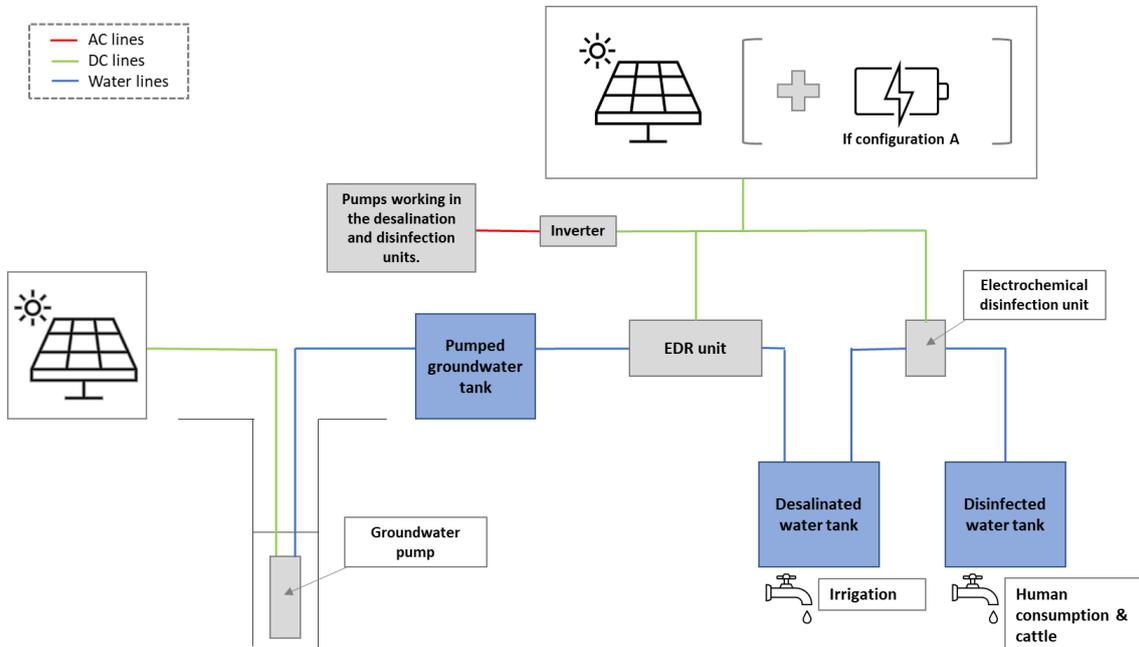 AC lines
DC lines
Water lines
If configuration A
Pumps working in
the desalination
and disinfection
units.
Inverter
Electrochemical
disinfection unit
Pumped
groundwater
tank
EDR unit
Desalinated
water tank
Disinfected
water tank
Groundwater
pump
Irrigation
Human
consumption &
cattle